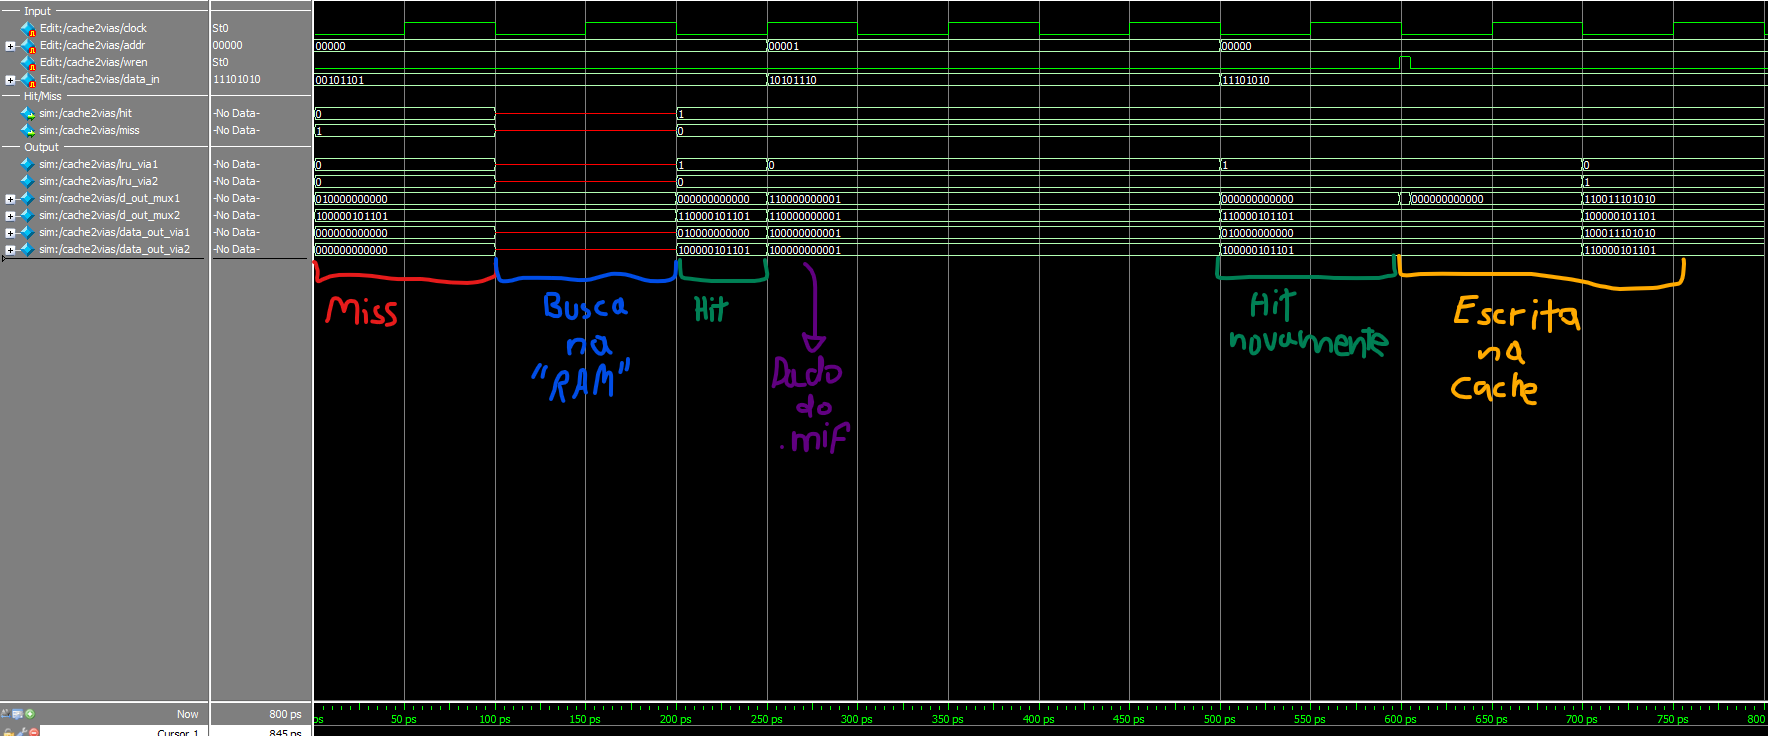 Input
Edit:/cache2vias/clock St0
Edit:/cache2vias/addr 00000 00000 00001 00000
Edit:/cache2vias/wren St0
Edit:/cache2vias/data_in 11101010 00101101 10101110 11101010
Hit/Miss
sim:/cache2vias/hit -No Data- 0 1
sim:/cache2vias/miss -No Data- 1 0
Output
sim:/cache2vias/lru_via1 -No Data- 0 1 0 1 0
sim:/cache2vias/lru_via2 -No Data- 0 0 1
sim:/cache2vias/d_out_mux1 -No Data- 010000000000 000000000000 110000000001 000000000000 000000000000 110011101010
sim:/cache2vias/d_out_mux2 -No Data- 100000101101 110000101101 110000000001 110000101101 100000101101
sim:/cache2vias/data_out_via1 -No Data- 000000000000 010000000000 100000000001 010000000000 100011101010
sim:/cache2vias/data_out_via2 -No Data- 000000000000 100000101101 100000000001 100000101101 110000101101
Miss
Busca
na
"RAM"
Hit
Dado
do
.mif
Hit
novamente
Escrita
na
cache
Now 800 ps
ps 50 ps 100 ps 150 ps 200 ps 250 ps 300 ps 350 ps 400 ps 450 ps 500 ps 550 ps 600 ps 650 ps 700 ps 750 ps 800
Cursor 1 845 ps